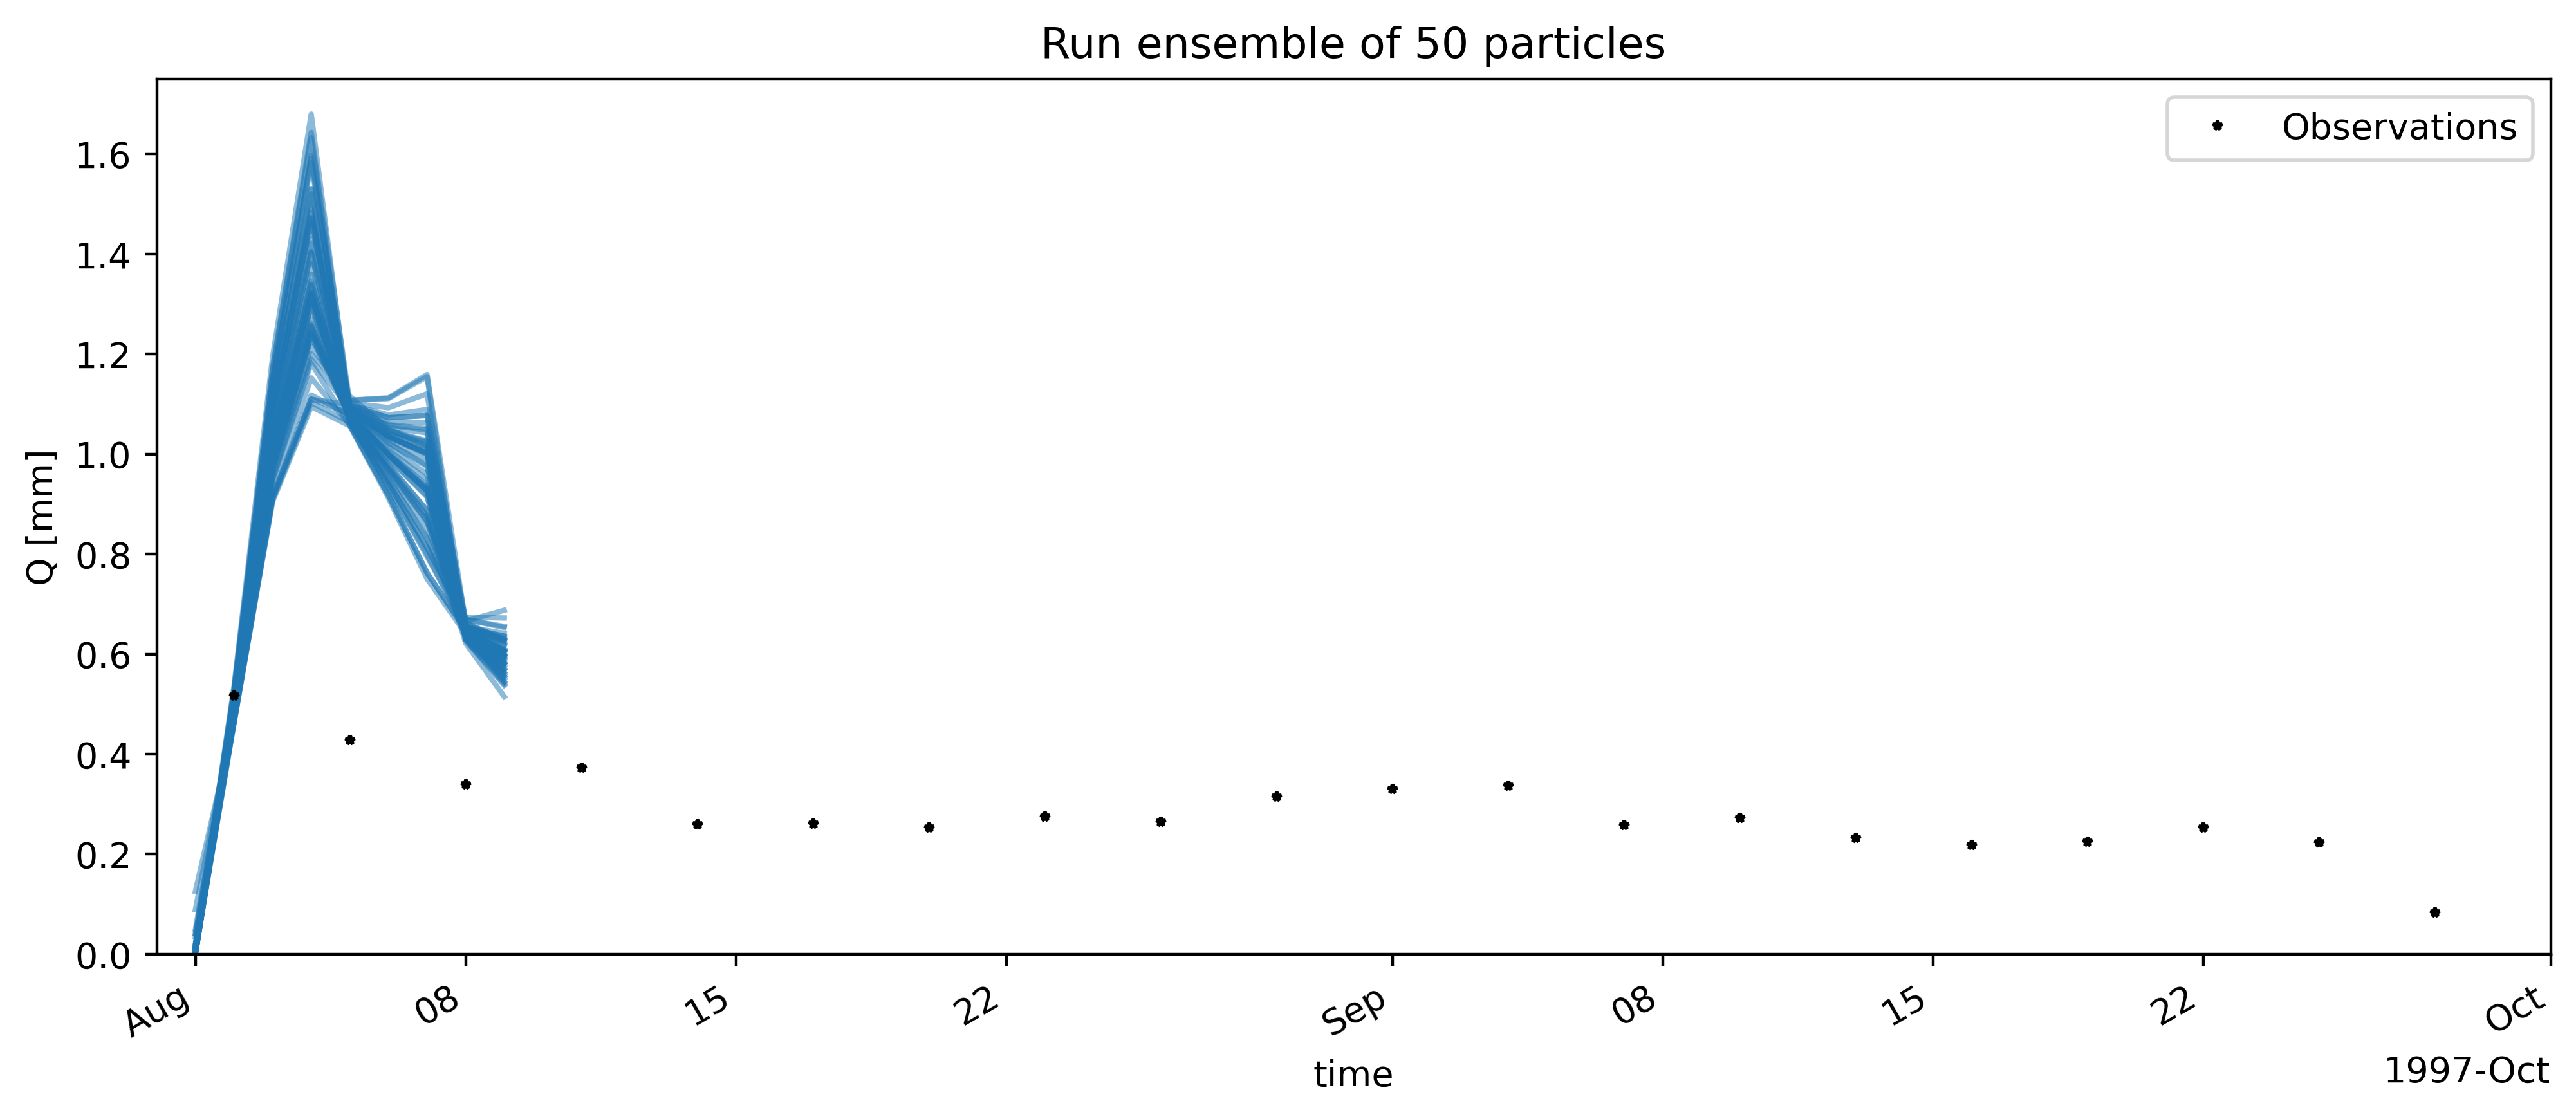 Run ensemble of 50 particles
Observations
1.6
1.4
1.2
1.0
0.8
0.6
0.4
0.2
0.0
Q [mm]
Aug 08 15 22 Sep 08 15 22 Oct
time
1997-Oct